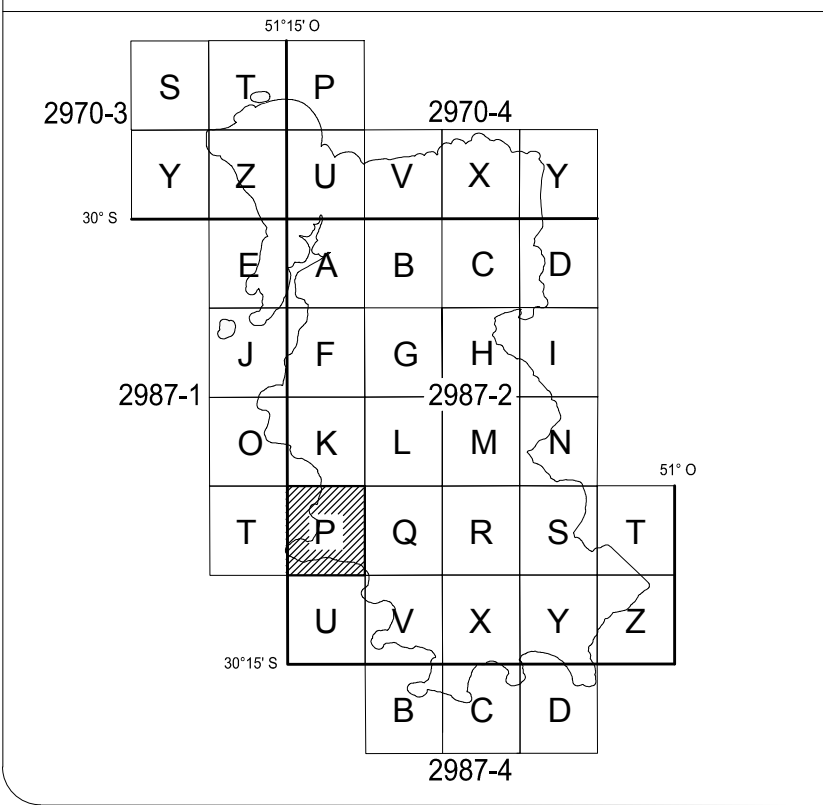 51°15' O
S T P
2970-3 2970-4
Y Z U V X Y
30° S
E A B C D
J F G H I
2987-1 2987-2
O K L M N
51° O
T P Q R S T
U V X Y Z
30°15' S
B C D
2987-4